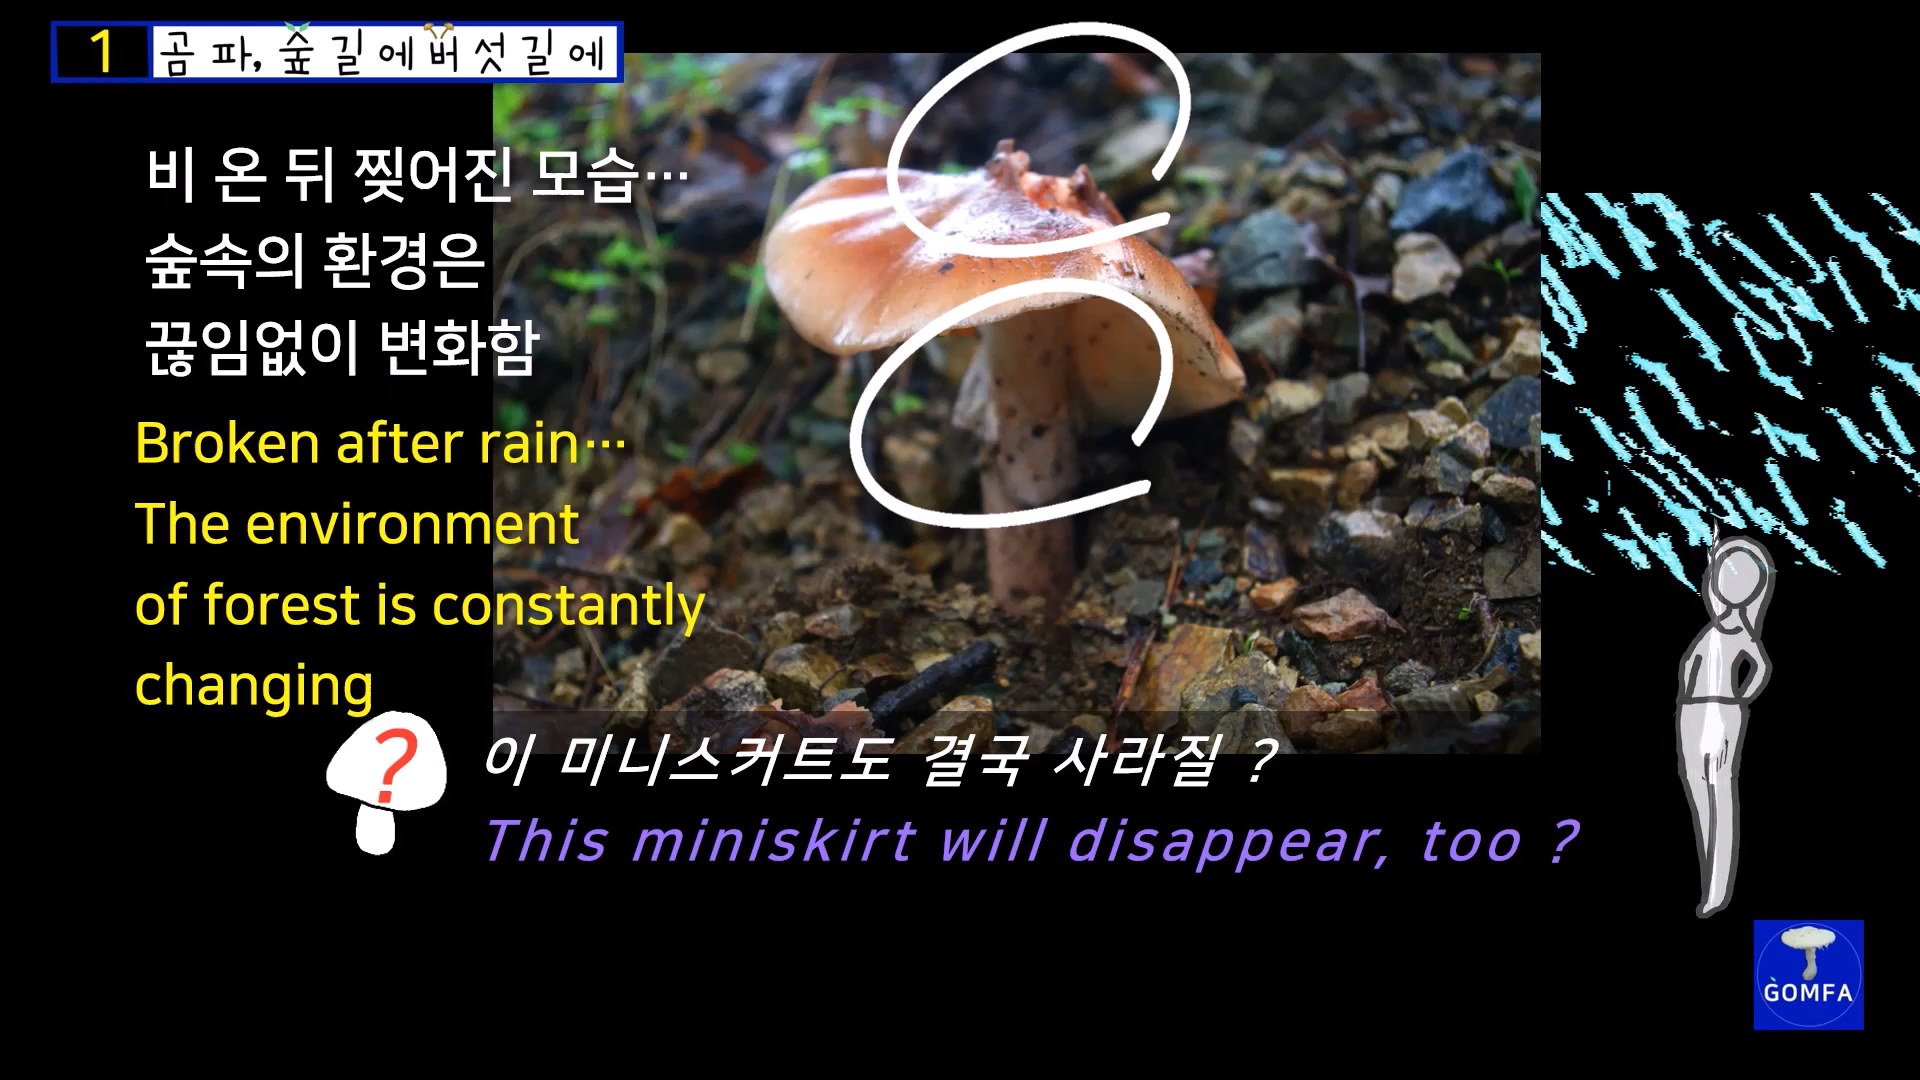 1 곰파, 숲길에버섯길에
비 온 뒤 찢어진 모습…
숲속의 환경은
끊임없이 변화함
Broken after rain…
The environment
of forest is constantly
changing
?
이 미니스커트도 결국 사라질 ?
This miniskirt will disappear, too ?
GOMFA